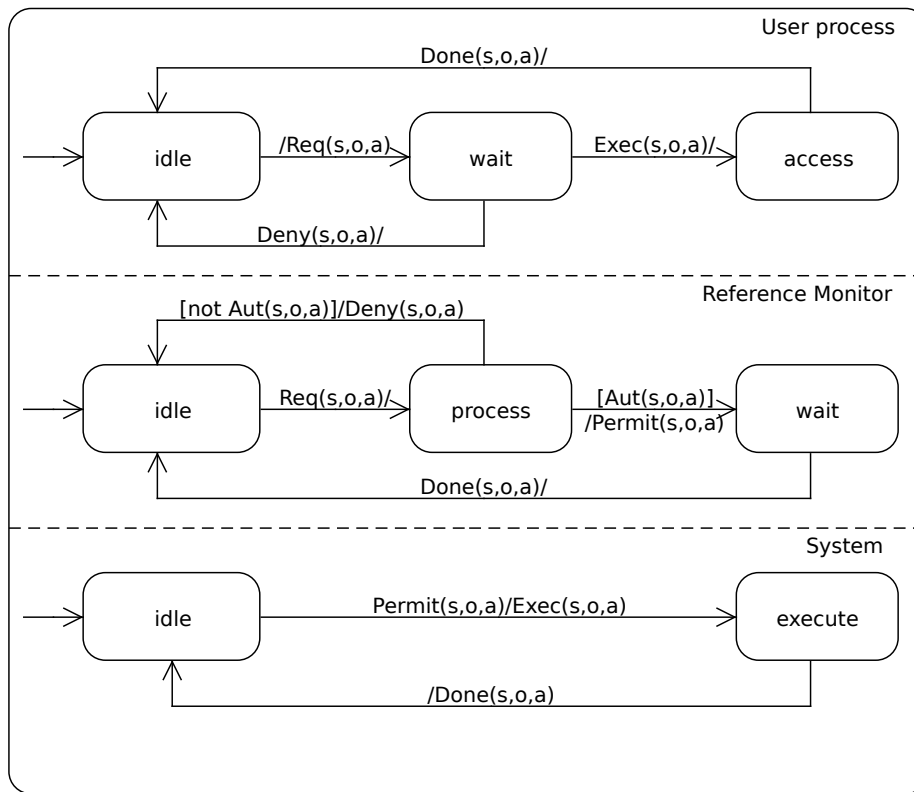 User process
Done(s,o,a)/
idle
/Req(s,o,a)
wait
Exec(s,o,a)/
access
Deny(s,o,a)/
Reference Monitor
[not Aut(s,o,a)]/Deny(s,o,a)
idle
Req(s,o,a)/
process
[Aut(s,o,a)]
/Permit(s,o,a)
wait
Done(s,o,a)/
System
idle
Permit(s,o,a)/Exec(s,o,a)
execute
/Done(s,o,a)